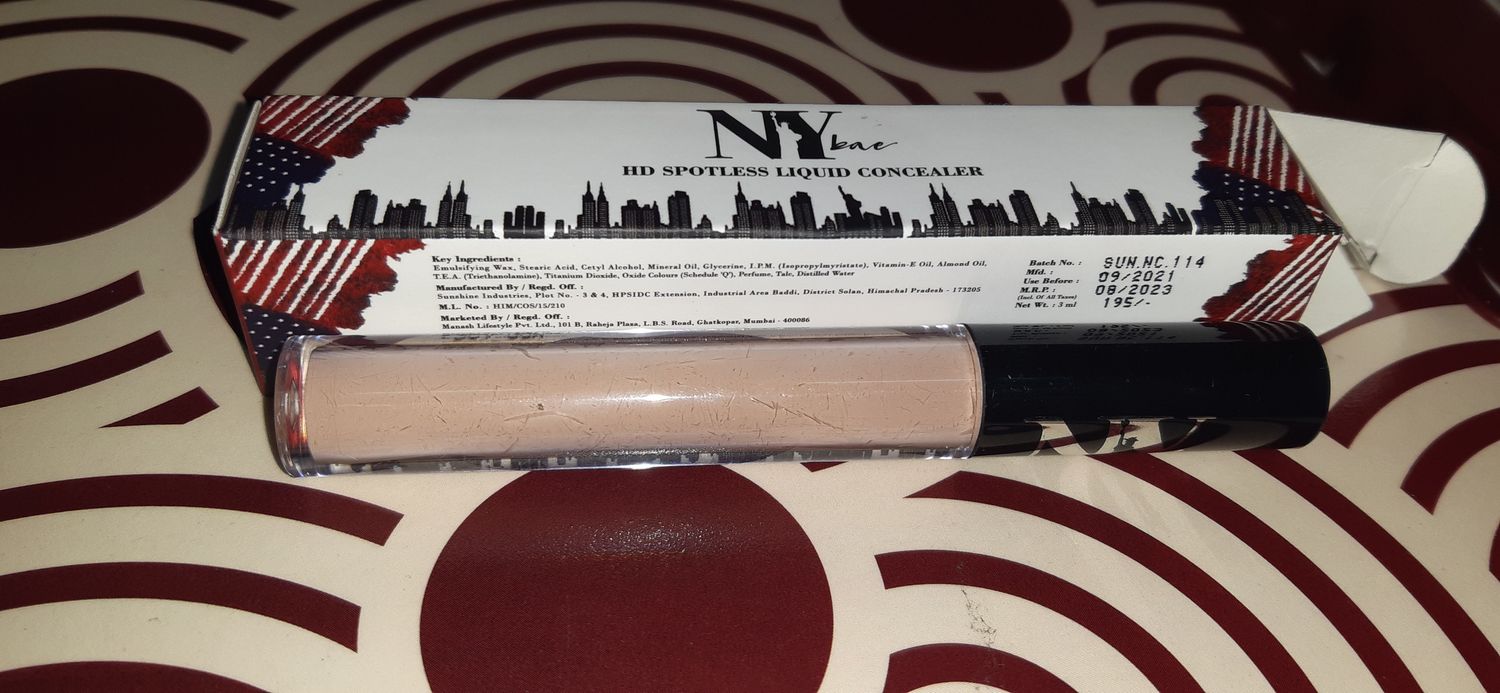 NY bae
HD SPOTLESS LIQUID CONCEALER
Key Ingredients :
Emulsifying Wax, Stearic Acid, Cetyl Alcohol, Mineral Oil, Glycerine, I.P.M. (Isopropylmyristate), Vitamin-E Oil, Almond Oil,
T.E.A. (Triethanolamine), Titanium Dioxide, Oxide Colours (Schedule 'Q'), Perfume, Talc, Distilled Water
Manufactured By / Regd. Off. :
Sunshine Industries, Plot No. - 3 & 4, HPSIDC Extension, Industrial Area Baddi, District Solan, Himachal Pradesh - 173205
M.L. No. : HIM/COS/15/210
Marketed By / Regd. Off. :
Manash Lifestyle Pvt. Ltd., 101 B, Raheja Plaza, L.B.S. Road, Ghatkopar, Mumbai - 400086
Batch No. : SUN.NC.114
Mfd. : 09/2021
Use Before : 08/2023
M.R.P. : 195/-
(Incl. Of All Taxes)
Net Wt. : 3 ml